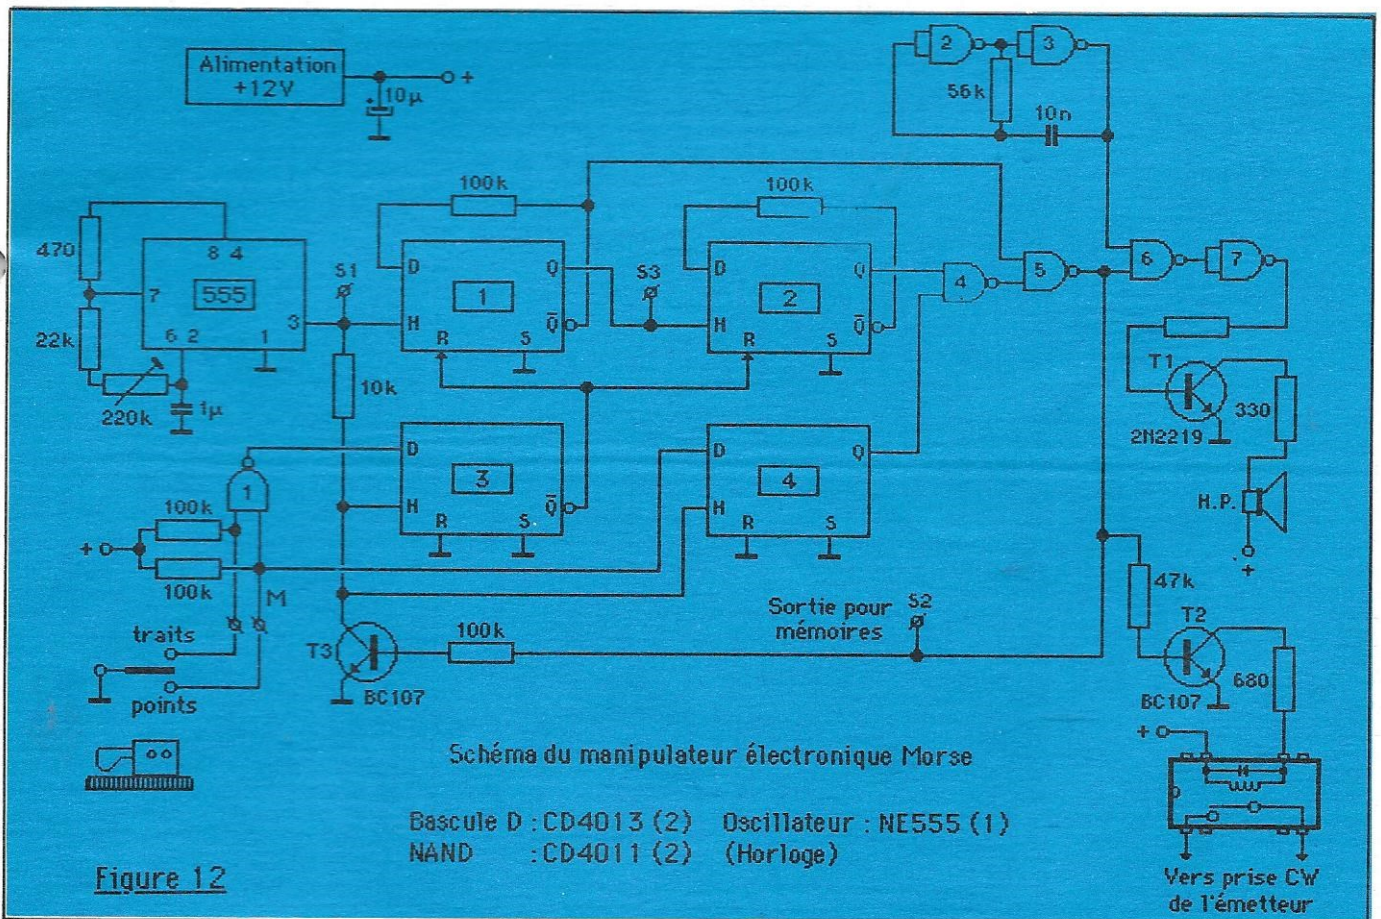 Alimentation
+12V
+
10µ
2
3
56k
10n
100k
100k
470
8 4
555
7
6 2
1
3
22k
220k
1µ
S1
D
Q
1
H
R
S
Q̅
S3
D
Q
2
H
R
S
Q̅
4
5
6
7
10k
T1
2N2219
330
H.P.
+
D
3
H
R
S
Q̅
D
Q
4
H
R
S
1
100k
+
100k
M
traits
points
T3
BC107
100k
Sortie pour
mémoires
S2
47k
T2
BC107
680
+
Schéma du manipulateur électronique Morse
Bascule D : CD4013 (2) Oscillateur : NE555 (1)
NAND : CD4011 (2) (Horloge)
Figure 12
Vers prise CW
de l'émetteur